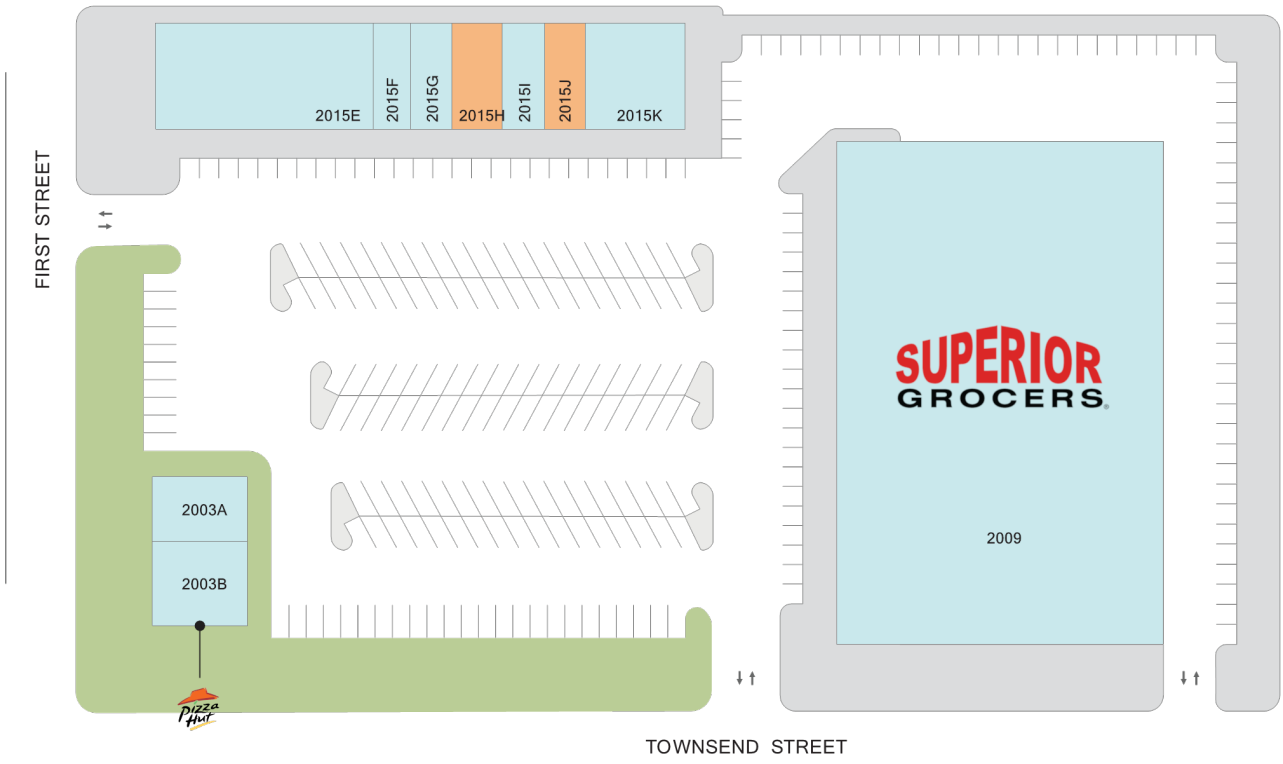 2015E
2015F
2015G
2015H
2015I
2015J
2015K
FIRST STREET
SUPERIOR
GROCERS®
2009
2003A
2003B
Pizza
Hut
TOWNSEND STREET